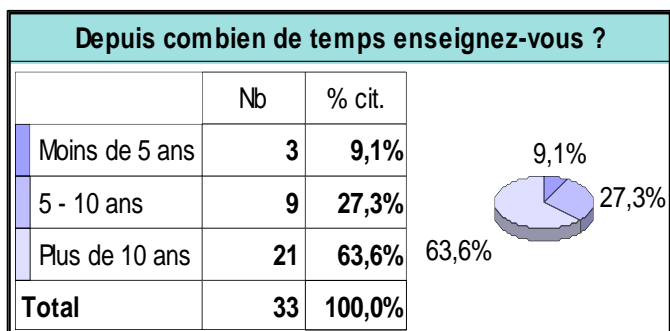 Depuis combien de temps enseignez-vous ?
Nb % cit.
Moins de 5 ans 3 9,1%
5 - 10 ans 9 27,3%
Plus de 10 ans 21 63,6%
Total 33 100,0%
9,1%
27,3%
63,6%